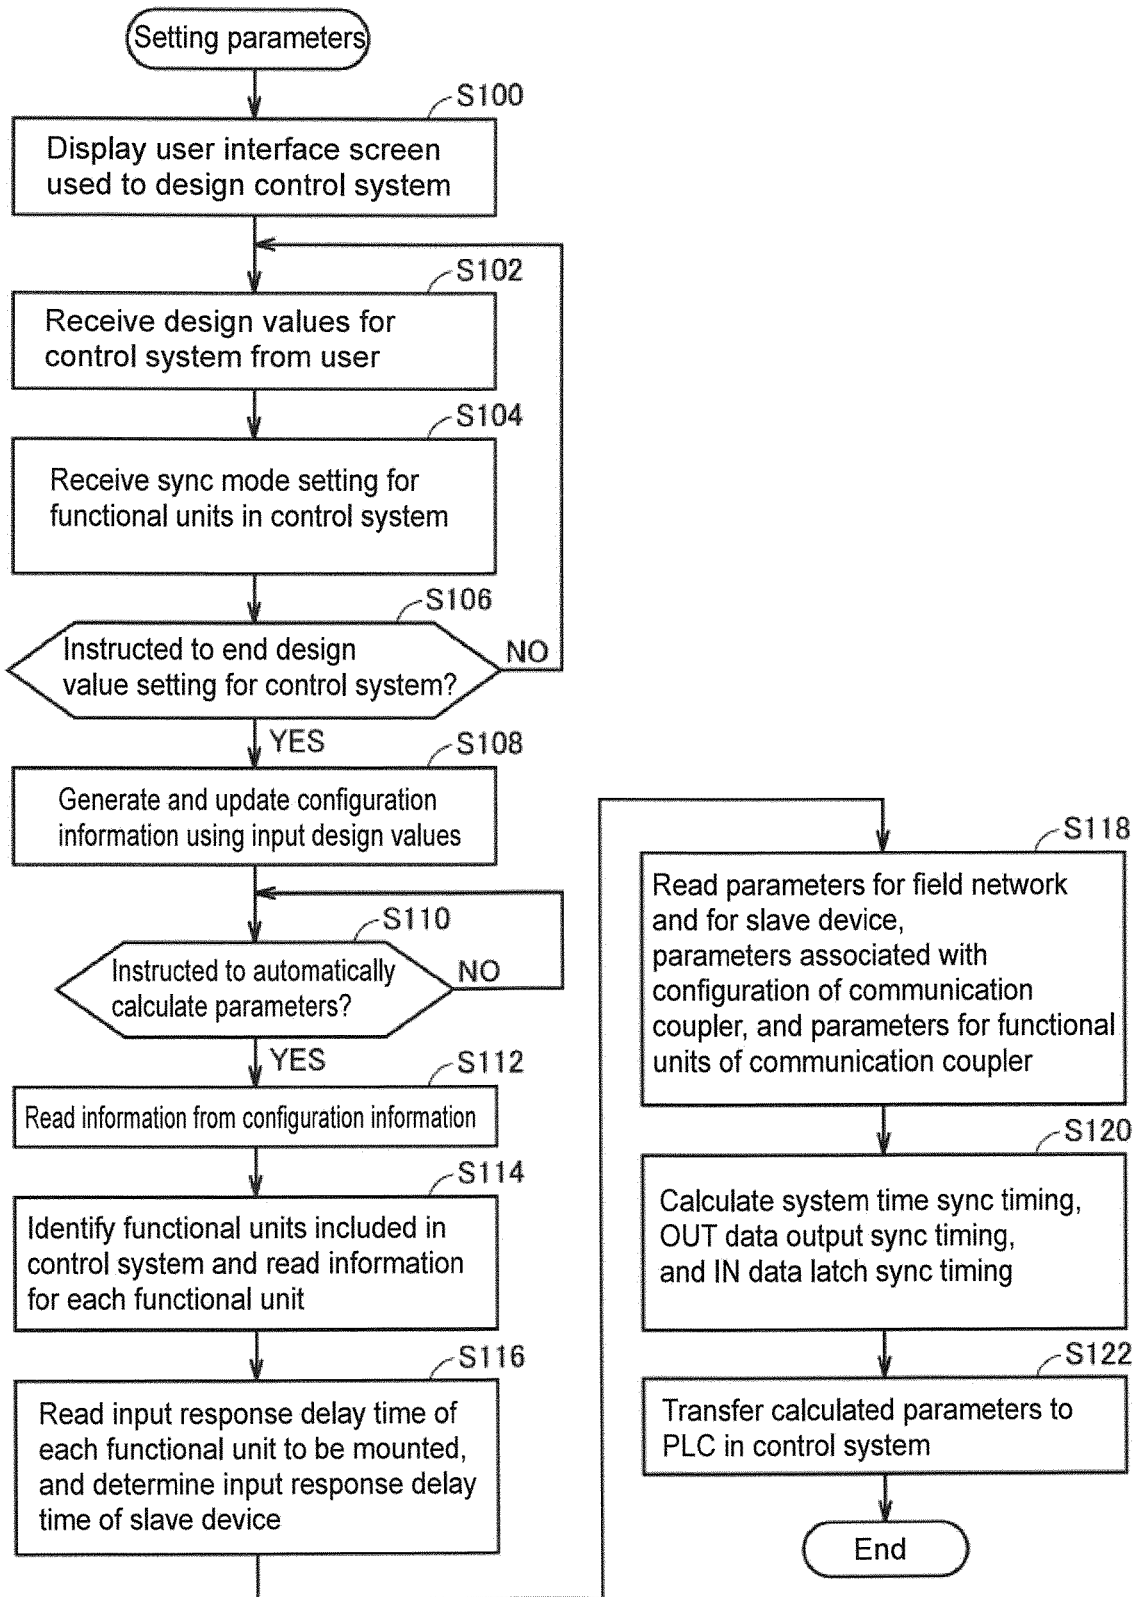 Setting parameters
S100
Display user interface screen
used to design control system
S102
Receive design values for
control system from user
S104
Receive sync mode setting for
functional units in control system
S106
Instructed to end design
value setting for control system?
NO
YES
S108
Generate and update configuration
information using input design values
S110
Instructed to automatically
calculate parameters?
NO
YES
S112
Read information from configuration information
S114
Identify functional units included in
control system and read information
for each functional unit
S116
Read input response delay time of
each functional unit to be mounted,
and determine input response delay
time of slave device
S118
Read parameters for field network
and for slave device,
parameters associated with
configuration of communication
coupler, and parameters for functional
units of communication coupler
S120
Calculate system time sync timing,
OUT data output sync timing,
and IN data latch sync timing
S122
Transfer calculated parameters to
PLC in control system
End